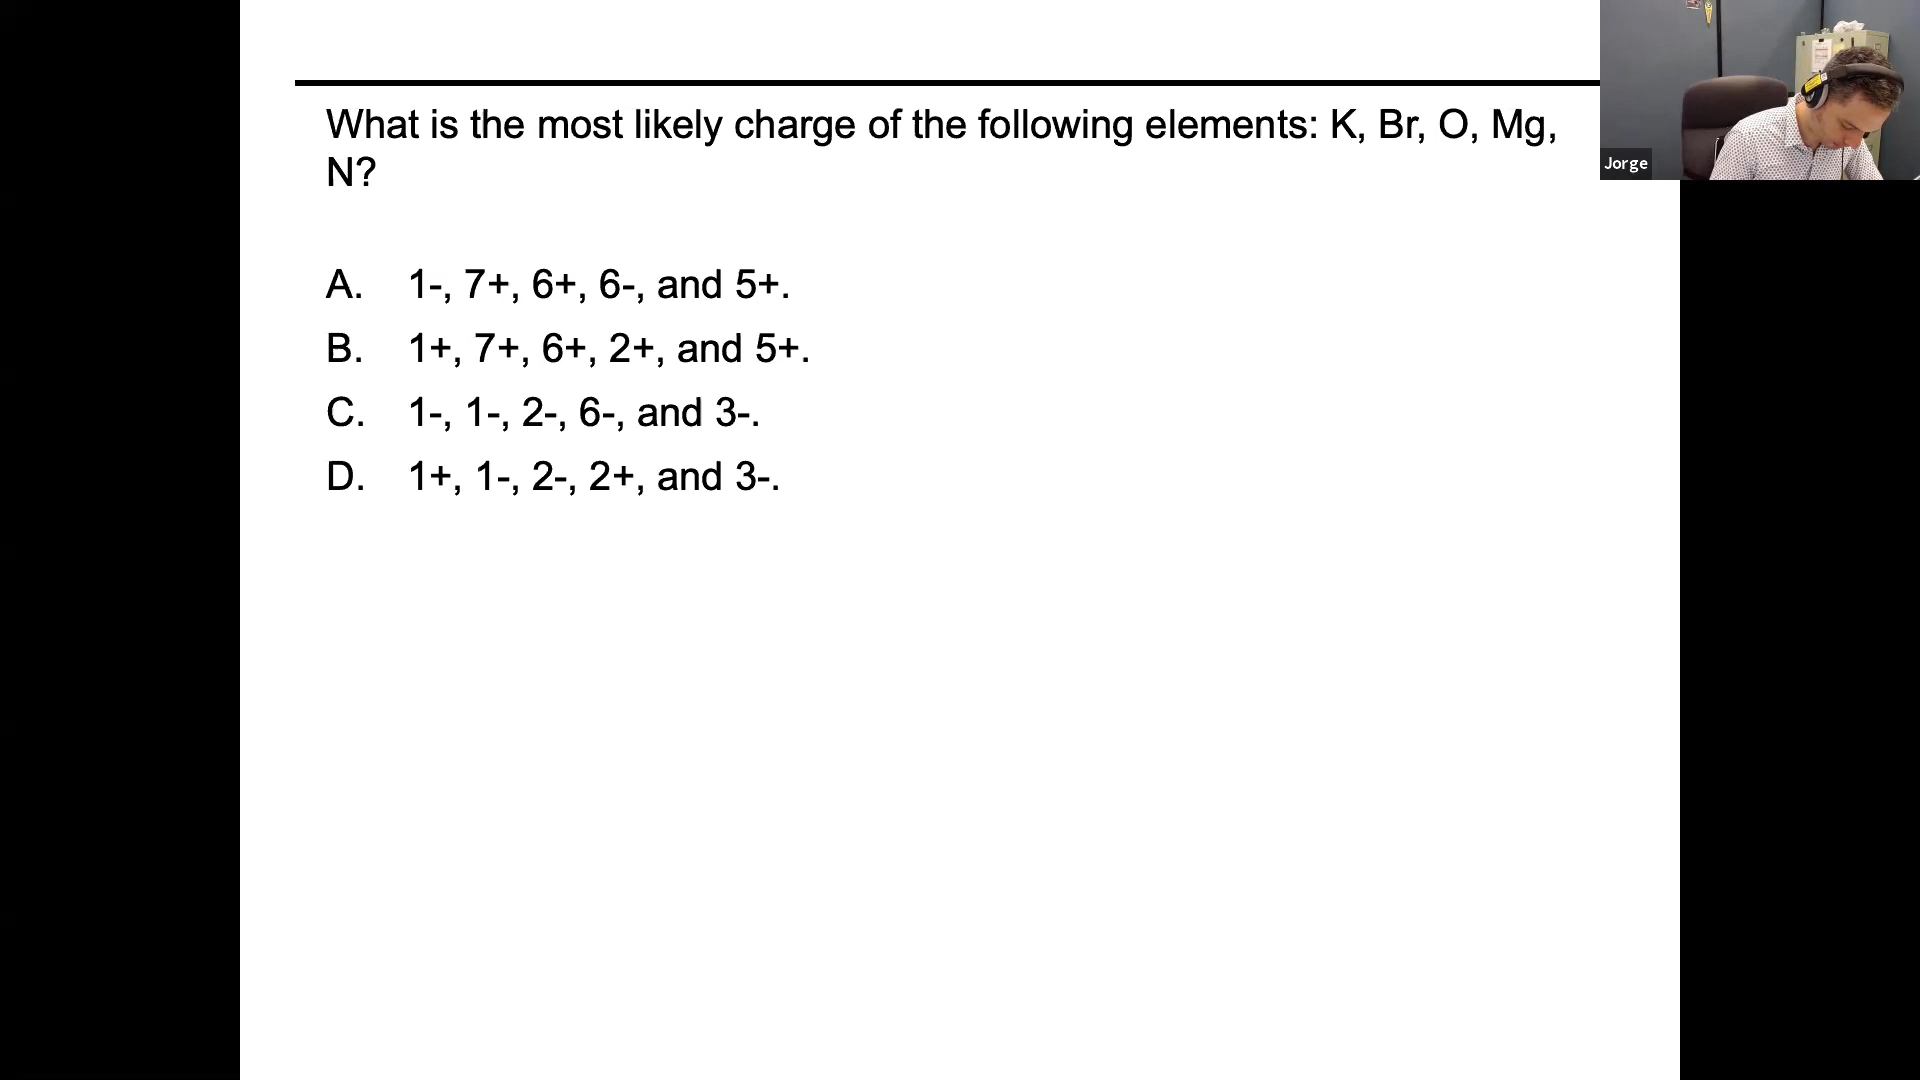 What is the most likely charge of the following elements: K, Br, O, Mg,
N?
A. 1-, 7+, 6+, 6-, and 5+.
B. 1+, 7+, 6+, 2+, and 5+.
C. 1-, 1-, 2-, 6-, and 3-.
D. 1+, 1-, 2-, 2+, and 3-.
Jorge